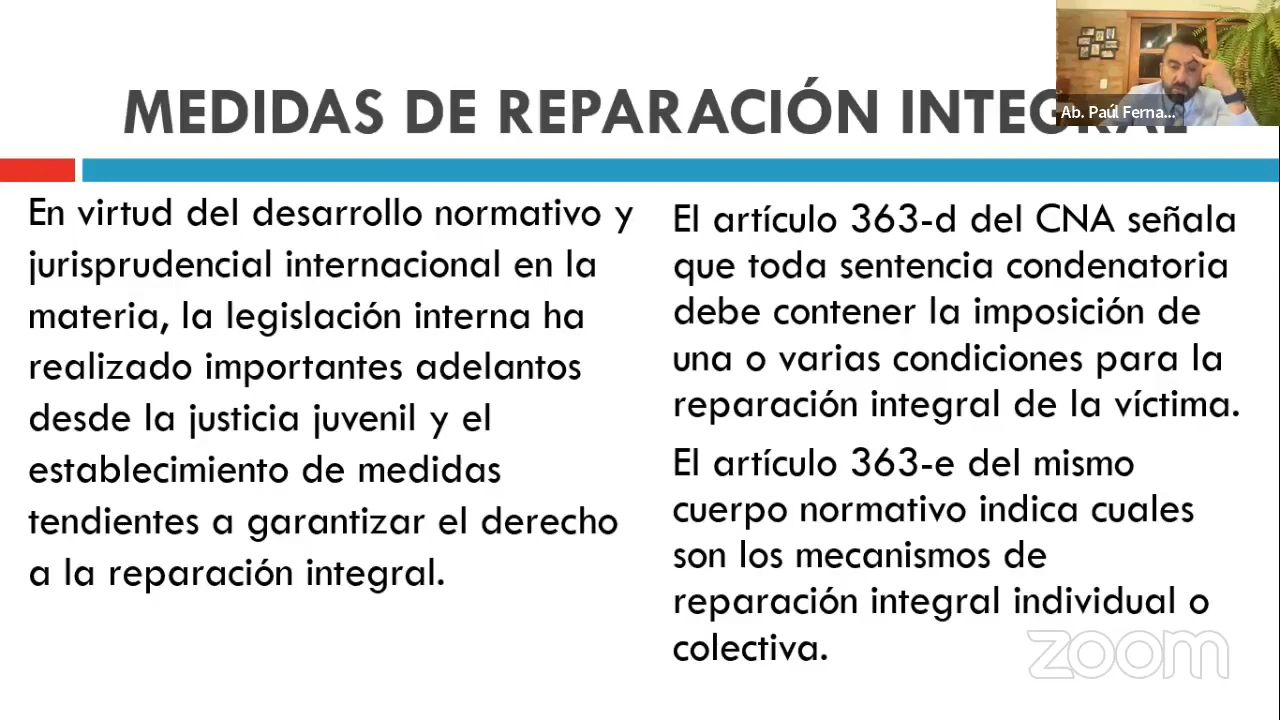 MEDIDAS DE REPARACIÓN INTEGRAL
Ab. Paúl Ferna...
En virtud del desarrollo normativo y
jurisprudencial internacional en la
materia, la legislación interna ha
realizado importantes adelantos
desde la justicia juvenil y el
establecimiento de medidas
tendientes a garantizar el derecho
a la reparación integral.
El artículo 363-d del CNA señala
que toda sentencia condenatoria
debe contener la imposición de
una o varias condiciones para la
reparación integral de la víctima.
El artículo 363-e del mismo
cuerpo normativo indica cuales
son los mecanismos de
reparación integral individual o
colectiva.
zoom